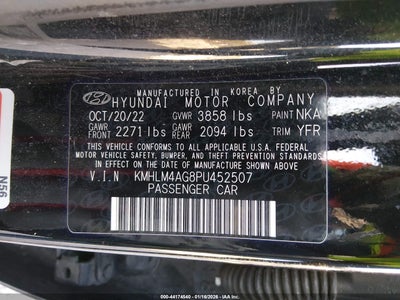 MANUFACTURED IN KOREA BY
HYUNDAI MOTOR COMPANY
OCT/20/22 GVWR 3858 lbs PAINT NKA
GAWR FRONT 2271 lbs GAWR REAR 2094 lbs TRIM YFR
THIS VEHICLE CONFORMS TO ALL APPLICABLE U.S. FEDERAL
MOTOR VEHICLE SAFETY, BUMPER, AND THEFT PREVENTION
STANDARDS IN EFFECT ON THE DATE OF MANUFACTURE SHOWN ABOVE.
V.I.N KMHLM4AG8PU452507
PASSENGER CAR
N56
© IAA 000-44174540 - 01/18/2026 - IAAI.COM